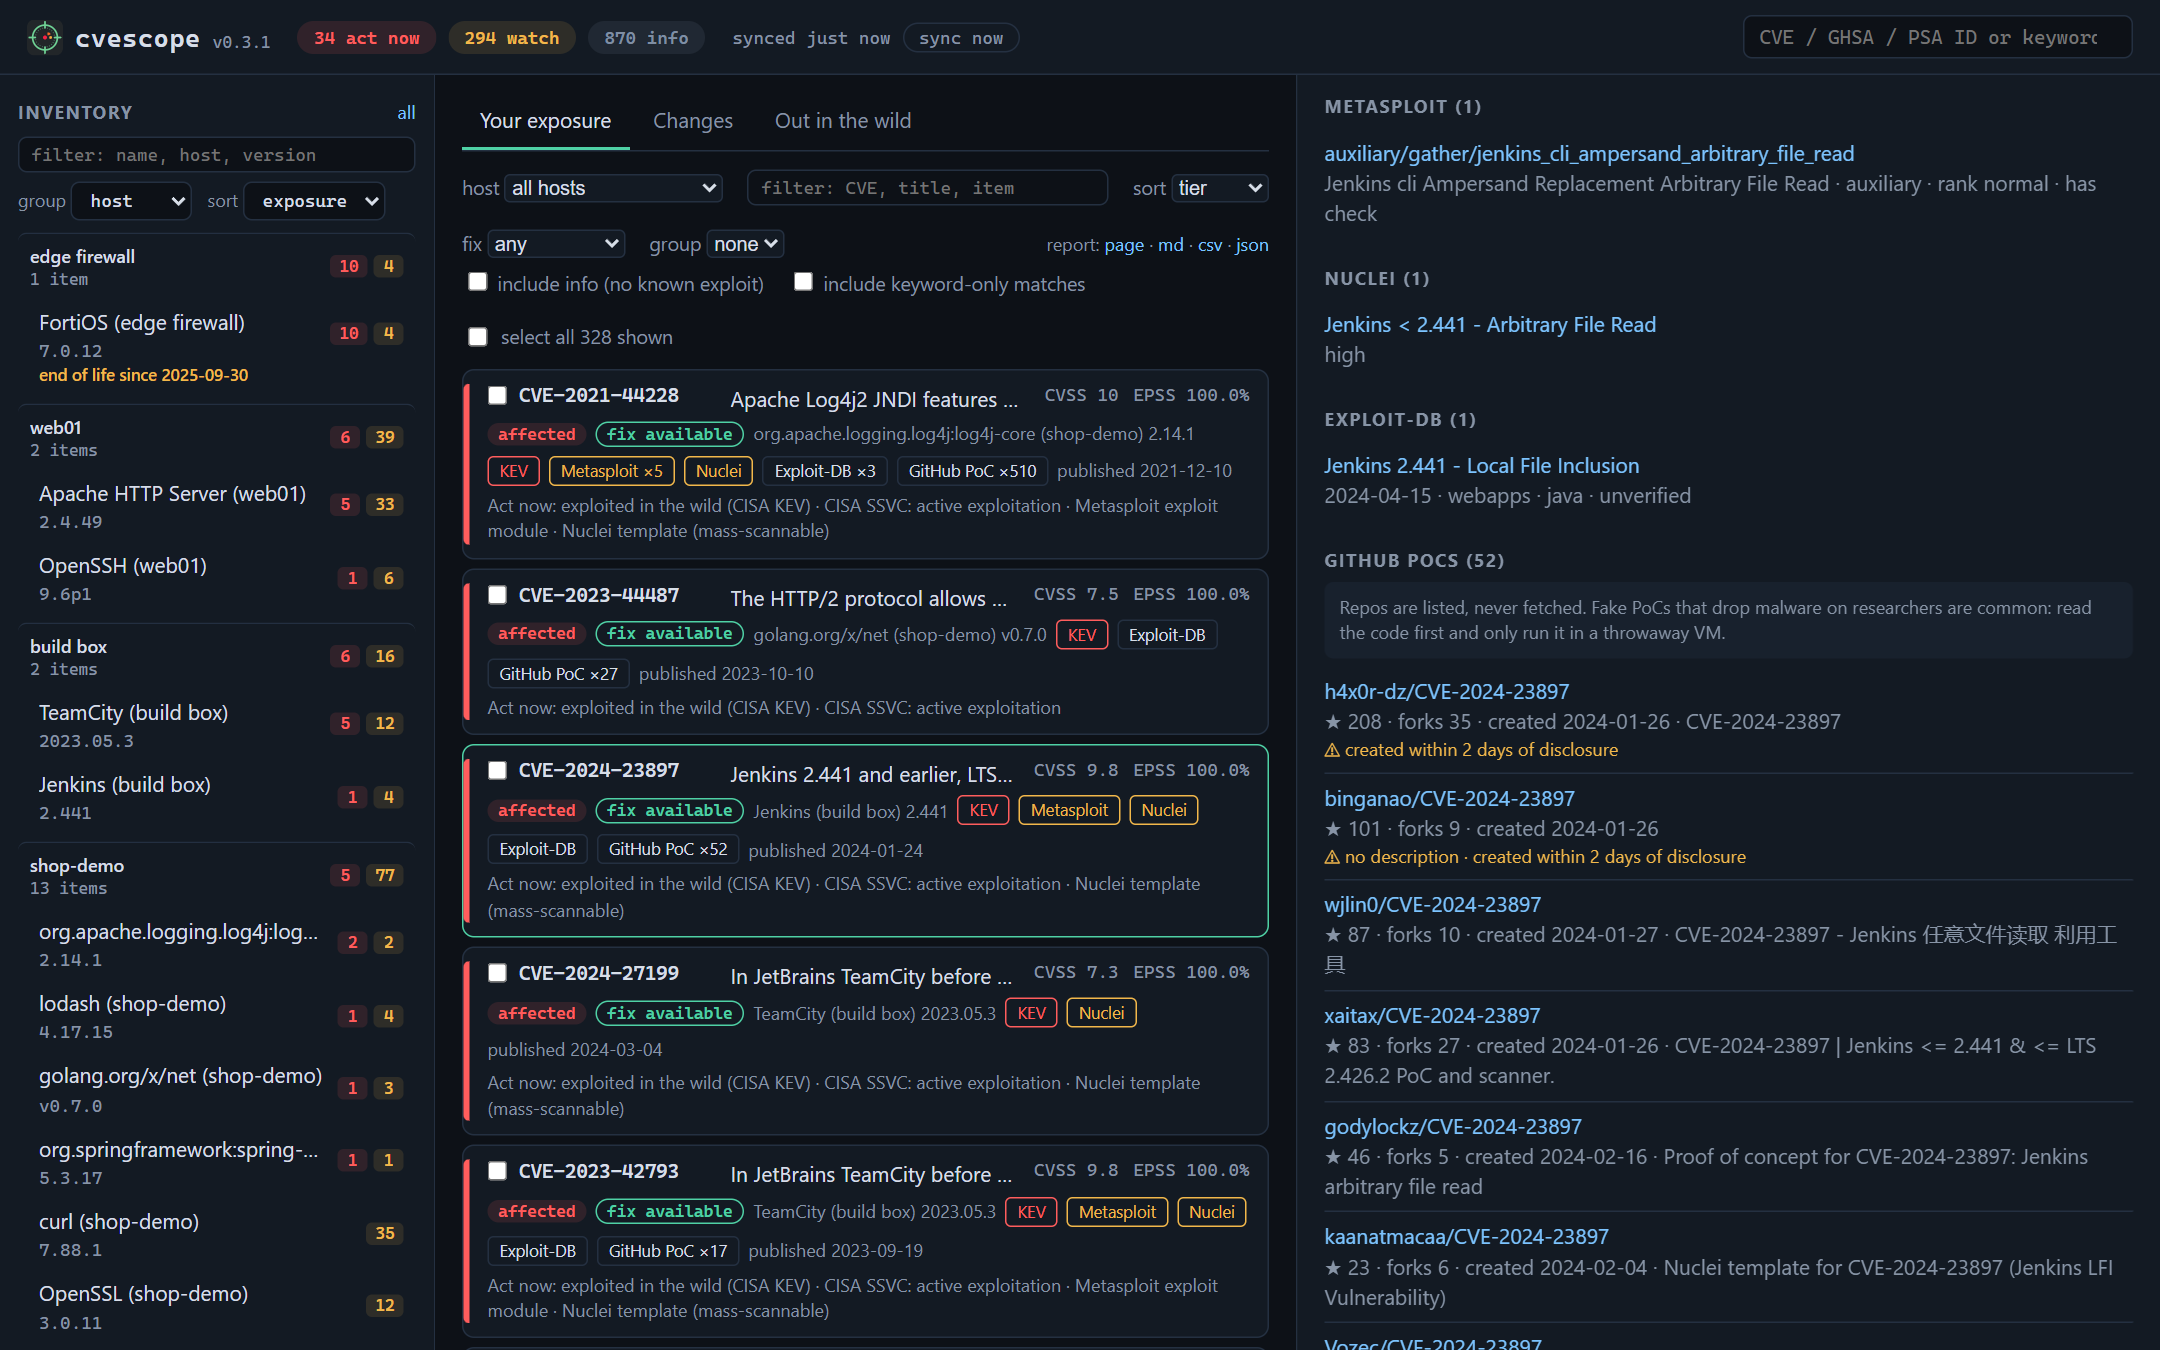 cvescope v0.3.1 34 act now 294 watch 870 info synced just now sync now CVE / GHSA / PSA ID or keyword
INVENTORY all
filter: name, host, version
group host sort exposure
edge firewall 10 4
1 item
FortiOS (edge firewall) 10 4
7.0.12
end of life since 2025-09-30
web01 6 39
2 items
Apache HTTP Server (web01) 5 33
2.4.49
OpenSSH (web01) 1 6
9.6p1
build box 6 16
2 items
TeamCity (build box) 5 12
2023.05.3
Jenkins (build box) 1 4
2.441
shop-demo 5 77
13 items
org.apache.logging.log4j:log... 2 2
2.14.1
lodash (shop-demo) 1 4
4.17.15
golang.org/x/net (shop-demo) 1 3
v0.7.0
org.springframework:spring-... 1 1
5.3.17
curl (shop-demo) 35
7.88.1
OpenSSL (shop-demo) 12
3.0.11
Your exposure Changes Out in the wild
host all hosts filter: CVE, title, item sort tier
fix any group none report: page · md · csv · json
include info (no known exploit) include keyword-only matches
select all 328 shown
CVE-2021-44228 Apache Log4j2 JNDI features ... CVSS 10 EPSS 100.0%
affected fix available org.apache.logging.log4j:log4j-core (shop-demo) 2.14.1
KEV Metasploit ×5 Nuclei Exploit-DB ×3 GitHub PoC ×510 published 2021-12-10
Act now: exploited in the wild (CISA KEV) · CISA SSVC: active exploitation · Metasploit exploit
module · Nuclei template (mass-scannable)
CVE-2023-44487 The HTTP/2 protocol allows ... CVSS 7.5 EPSS 100.0%
affected fix available golang.org/x/net (shop-demo) v0.7.0 KEV Exploit-DB
GitHub PoC ×27 published 2023-10-10
Act now: exploited in the wild (CISA KEV) · CISA SSVC: active exploitation
CVE-2024-23897 Jenkins 2.441 and earlier, LTS... CVSS 9.8 EPSS 100.0%
affected fix available Jenkins (build box) 2.441 KEV Metasploit Nuclei
Exploit-DB GitHub PoC ×52 published 2024-01-24
Act now: exploited in the wild (CISA KEV) · CISA SSVC: active exploitation · Nuclei template
(mass-scannable)
CVE-2024-27199 In JetBrains TeamCity before ... CVSS 7.3 EPSS 100.0%
affected fix available TeamCity (build box) 2023.05.3 KEV Nuclei
published 2024-03-04
Act now: exploited in the wild (CISA KEV) · CISA SSVC: active exploitation · Nuclei template
(mass-scannable)
CVE-2023-42793 In JetBrains TeamCity before ... CVSS 9.8 EPSS 100.0%
affected fix available TeamCity (build box) 2023.05.3 KEV Metasploit Nuclei
Exploit-DB GitHub PoC ×17 published 2023-09-19
Act now: exploited in the wild (CISA KEV) · CISA SSVC: active exploitation · Metasploit exploit
module · Nuclei template (mass-scannable)
METASPLOIT (1)
auxiliary/gather/jenkins_cli_ampersand_arbitrary_file_read
Jenkins cli Ampersand Replacement Arbitrary File Read · auxiliary · rank normal · has
check
NUCLEI (1)
Jenkins < 2.441 - Arbitrary File Read
high
EXPLOIT-DB (1)
Jenkins 2.441 - Local File Inclusion
2024-04-15 · webapps · java · unverified
GITHUB POCS (52)
Repos are listed, never fetched. Fake PoCs that drop malware on researchers are common: read
the code first and only run it in a throwaway VM.
h4x0r-dz/CVE-2024-23897
★ 208 · forks 35 · created 2024-01-26 · CVE-2024-23897
⚠ created within 2 days of disclosure
binganao/CVE-2024-23897
★ 101 · forks 9 · created 2024-01-26
⚠ no description · created within 2 days of disclosure
wjlin0/CVE-2024-23897
★ 87 · forks 10 · created 2024-01-27 · CVE-2024-23897 - Jenkins 任意文件读取 利用工
具
xaitax/CVE-2024-23897
★ 83 · forks 27 · created 2024-01-26 · CVE-2024-23897 | Jenkins <= 2.441 & <= LTS
2.426.2 PoC and scanner.
godylockz/CVE-2024-23897
★ 46 · forks 5 · created 2024-02-16 · Proof of concept for CVE-2024-23897: Jenkins
arbitrary file read
kaanatmacaa/CVE-2024-23897
★ 23 · forks 6 · created 2024-02-04 · Nuclei template for CVE-2024-23897 (Jenkins LFI
Vulnerability)
Vozec/CVE-2024-23897